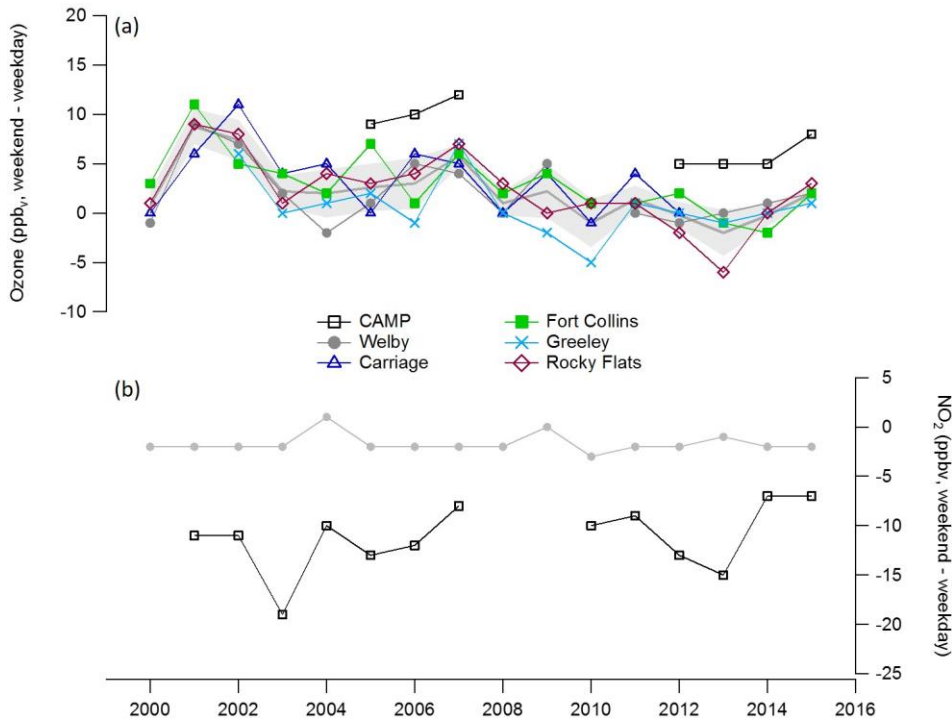 (a)
Ozone (ppbv, weekend - weekday)
20
15
10
5
0
-5
-10
CAMP
Welby
Carriage
Fort Collins
Greeley
Rocky Flats
(b)
5
0
-5
-10
-15
-20
-25
NO₂ (ppbv, weekend - weekday)
2000 2002 2004 2006 2008 2010 2012 2014 2016